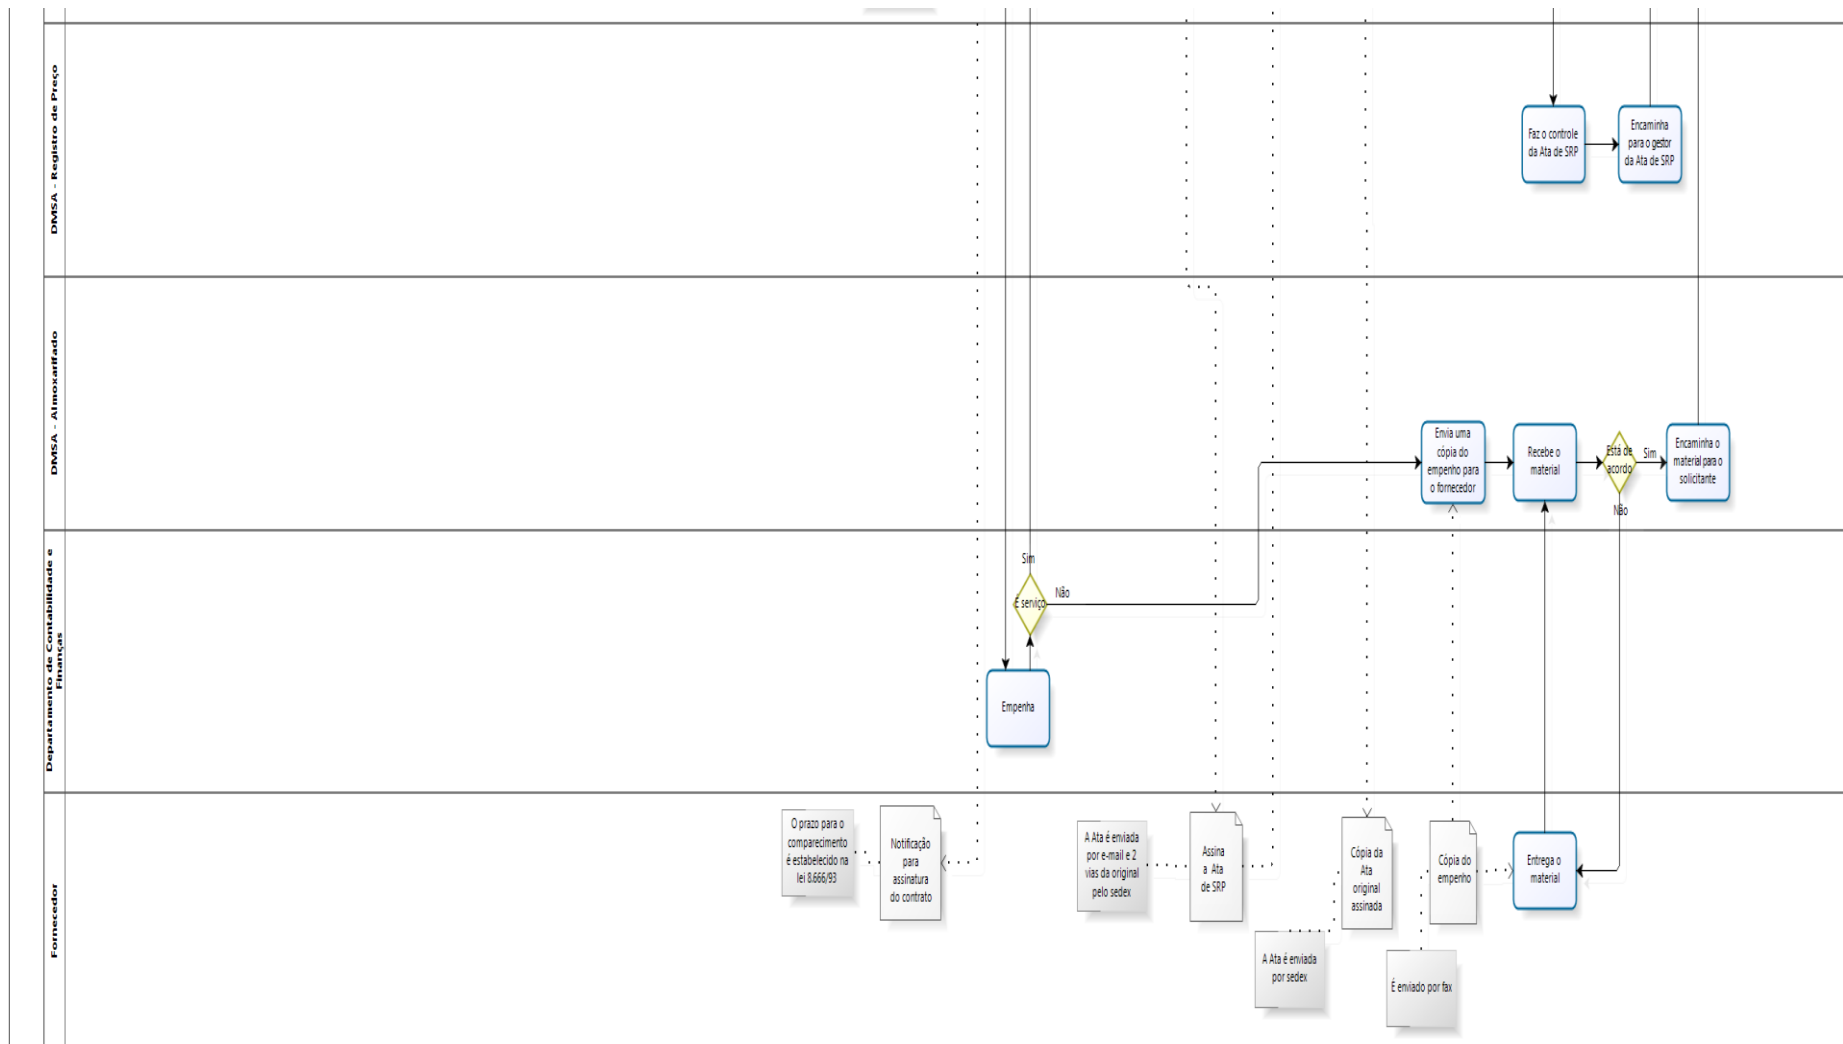 DMSA - Registro de Preço
Faz o controle
da Ata de SRP
Encaminha
para o gestor
da Ata de SRP
DMSA - Almoxarifado
Envia uma
cópia do
empenho para
o fornecedor
Recebe o
material
Está de
acordo
Sim
Não
Encaminha o
material para o
solicitante
Departamento de Contabilidade e
Finanças
Sim
É serviço
Não
Empenha
Fornecedor
O prazo para o
comparecimento
é estabelecido na
lei 8.666/93
Notificação
para
assinatura
do contrato
A Ata é enviada
por e-mail e 2
vias da original
pelo sedex
Assina
a Ata
de SRP
A Ata é enviada
por sedex
Cópia da
Ata
original
assinada
Cópia do
empenho
É enviado por fax
Entrega o
material